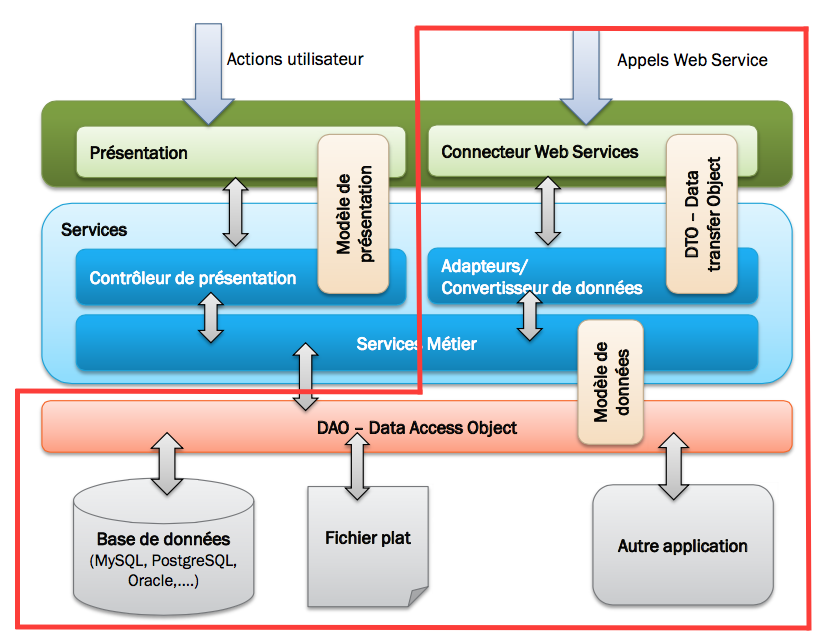 Actions utilisateur
Appels Web Service
Présentation
Modèle de
présentation
Connecteur Web Services
DTO – Data
transfer Object
Services
Contrôleur de présentation
Adapteurs/
Convertisseur de données
Services Métier
Modèle de
données
DAO – Data Access Object
Base de données
(MySQL, PostgreSQL,
Oracle,....)
Fichier plat
Autre application